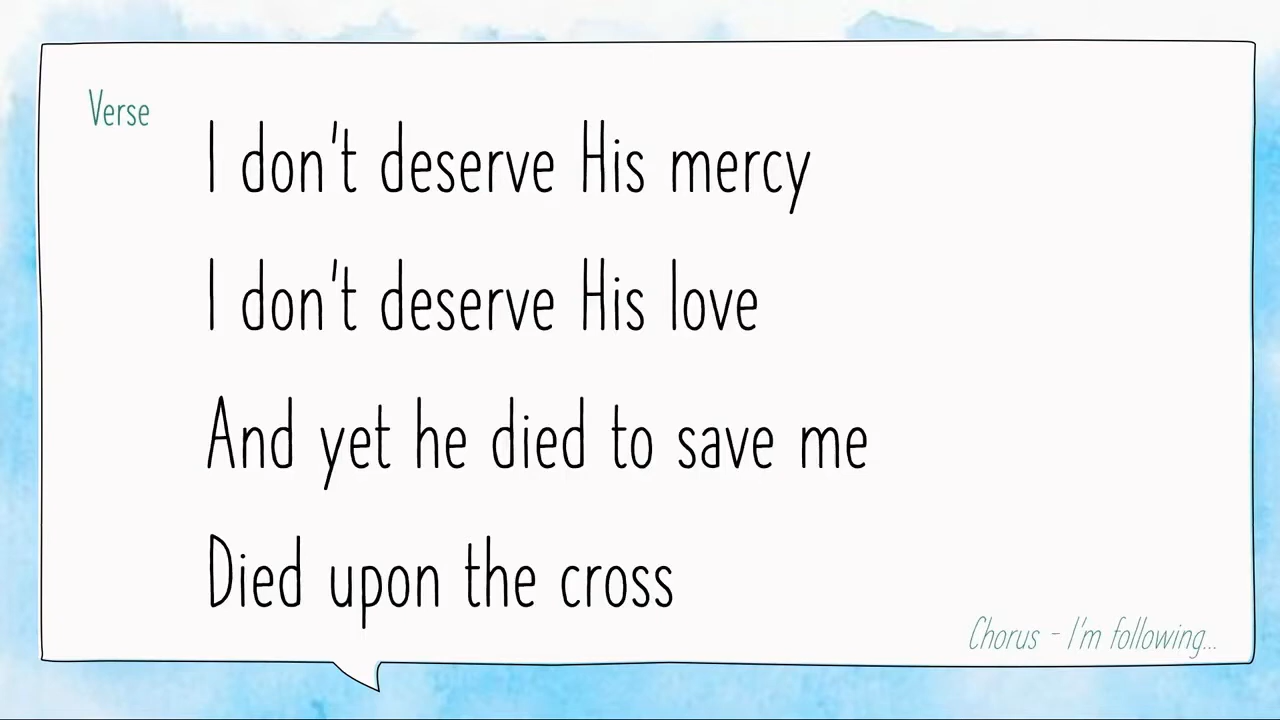 Verse
I don't deserve His mercy
I don't deserve His love
And yet he died to save me
Died upon the cross
Chorus - I'm following...